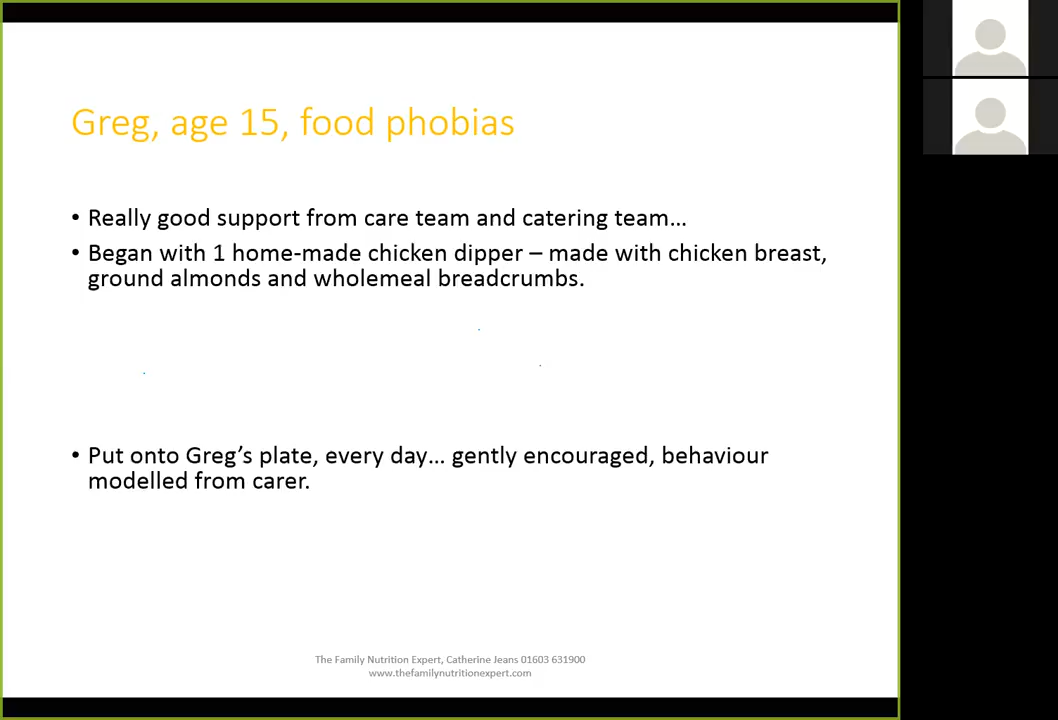 Greg, age 15, food phobias
• Really good support from care team and catering team…
• Began with 1 home-made chicken dipper – made with chicken breast,
ground almonds and wholemeal breadcrumbs.
• Put onto Greg’s plate, every day… gently encouraged, behaviour
modelled from carer.
The Family Nutrition Expert, Catherine Jeans 01603 631900
www.thefamilynutritionexpert.com